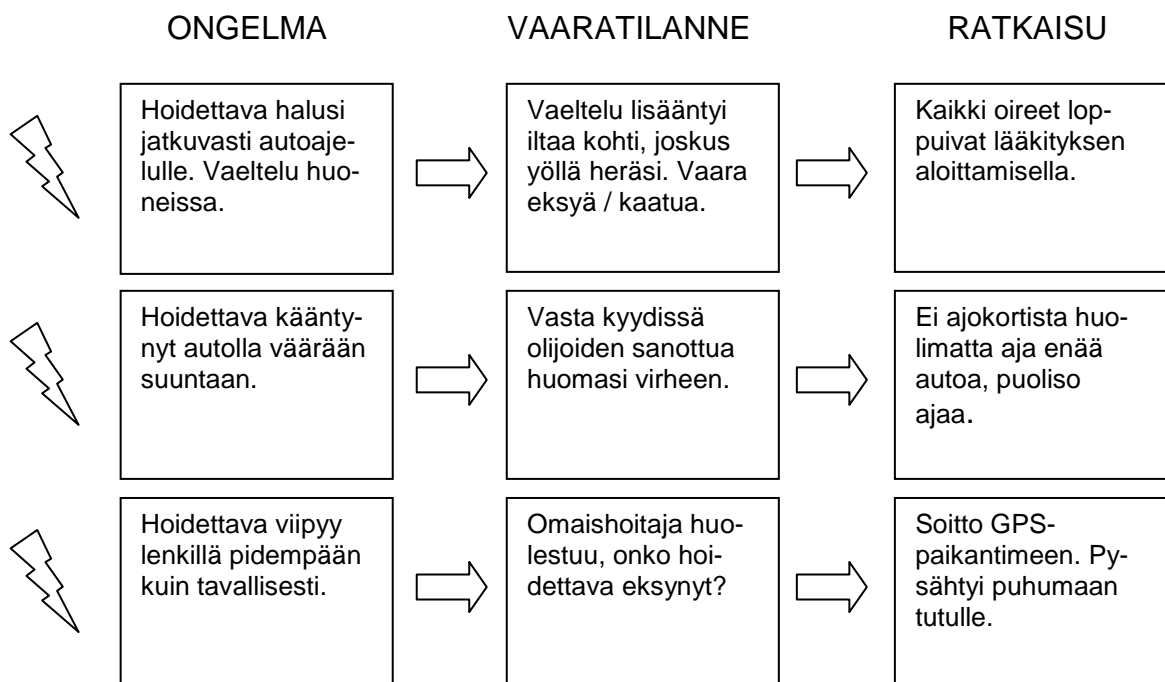 ONGELMA VAARATILANNE RATKAISU
Hoidettava halusi
jatkuvasti autoaje-
lulle. Vaeltelu huo-
neissa.
Vaeltelu lisääntyi
iltaa kohti, joskus
yöllä heräsi. Vaara
eksyä / kaatua.
Kaikki oireet lop-
puivat lääkityksen
aloittamisella.
Hoidettava käänty-
nyt autolla väärään
suuntaan.
Vasta kyydissä
olijoiden sanottua
huomasi virheen.
Ei ajokortista huo-
limatta aja enää
autoa, puoliso
ajaa.
Hoidettava viipyy
lenkillä pidempään
kuin tavallisesti.
Omaishoitaja huo-
lestuu, onko hoi-
dettava eksynyt?
Soitto GPS-
paikantimeen. Py-
sähtyi puhumaan
tutulle.